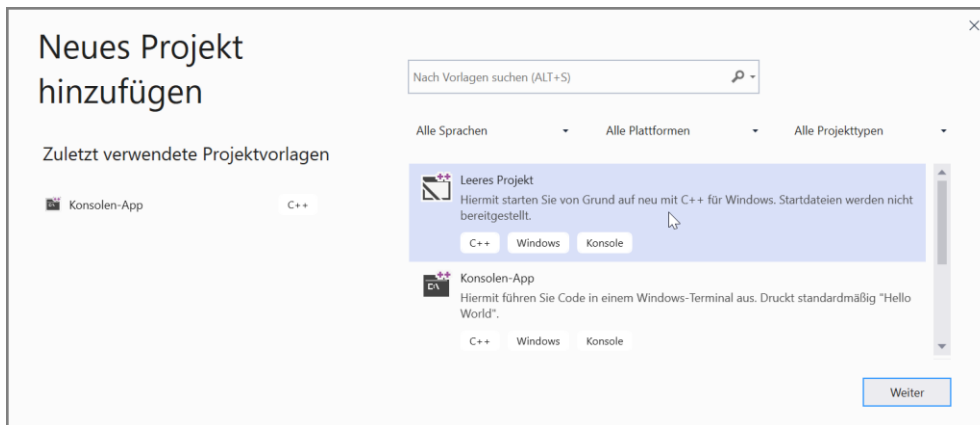 Neues Projekt
hinzufügen
Zuletzt verwendete Projektvorlagen
Konsolen-App C++
Nach Vorlagen suchen (ALT+S)
Alle Sprachen Alle Plattformen Alle Projekttypen
Leeres Projekt
Hiermit starten Sie von Grund auf neu mit C++ für Windows. Startdateien werden nicht
bereitgestellt.
C++ Windows Konsole
Konsolen-App
Hiermit führen Sie Code in einem Windows-Terminal aus. Druckt standardmäßig "Hello
World".
C++ Windows Konsole
Weiter